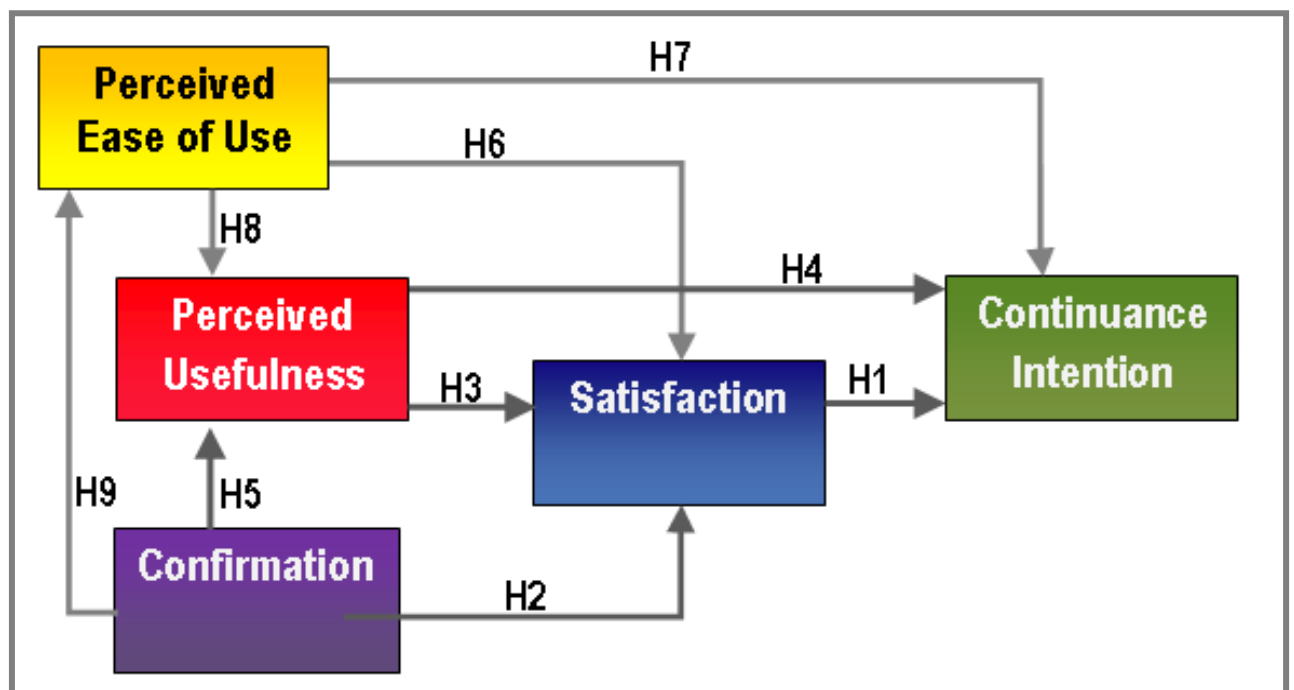 H7
Perceived
Ease of Use
H6
H8
H4
Perceived
Usefulness
Continuance
Intention
H3
Satisfaction
H1
H9
H5
Confirmation
H2